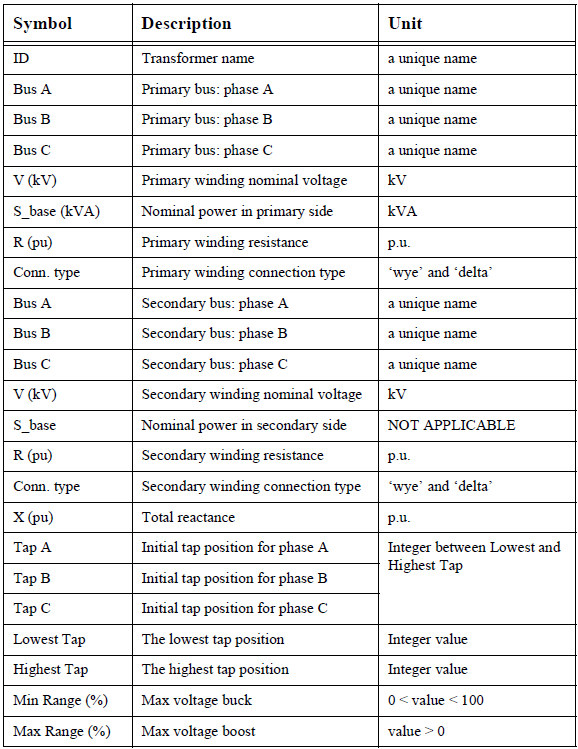 Symbol Description Unit
ID Transformer name a unique name
Bus A Primary bus: phase A a unique name
Bus B Primary bus: phase B a unique name
Bus C Primary bus: phase C a unique name
V (kV) Primary winding nominal voltage kV
S_base (kVA) Nominal power in primary side kVA
R (pu) Primary winding resistance p.u.
Conn. type Primary winding connection type ‘wye’ and ‘delta’
Bus A Secondary bus: phase A a unique name
Bus B Secondary bus: phase B a unique name
Bus C Secondary bus: phase C a unique name
V (kV) Secondary winding nominal voltage kV
S_base Nominal power in secondary side NOT APPLICABLE
R (pu) Secondary winding resistance p.u.
Conn. type Secondary winding connection type ‘wye’ and ‘delta’
X (pu) Total reactance p.u.
Tap A Initial tap position for phase A Integer between Lowest and
Highest Tap
Tap B Initial tap position for phase B
Tap C Initial tap position for phase C
Lowest Tap The lowest tap position Integer value
Highest Tap The highest tap position Integer value
Min Range (%) Max voltage buck 0 < value < 100
Max Range (%) Max voltage boost value > 0